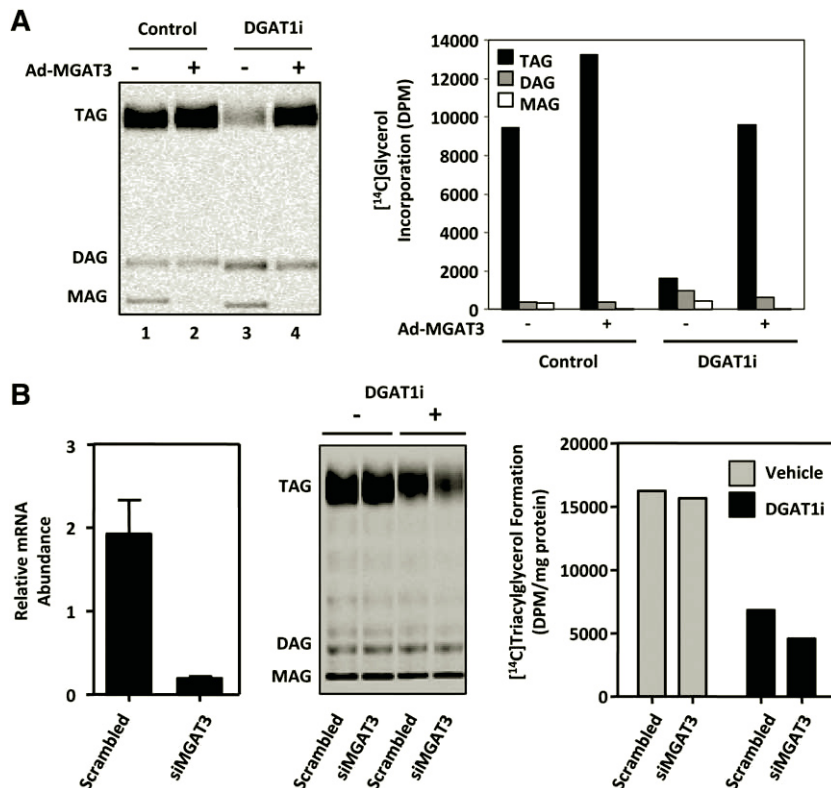 A
Control DGAT1i
Ad-MGAT3 - + - +
TAG
DAG
MAG
1 2 3 4
[14C]Glycerol
Incorporation (DPM)
14000
12000
10000
8000
6000
4000
2000
0
TAG
DAG
MAG
Ad-MGAT3 - + - +
Control DGAT1i
B
Relative mRNA
Abundance
3
2
1
0
Scrambled
siMGAT3
DGAT1i
- +
TAG
DAG
MAG
Scrambled
siMGAT3
Scrambled
siMGAT3
[14C]Triacylglycerol Formation
(DPM/mg protein)
20000
15000
10000
5000
0
Vehicle
DGAT1i
Scrambled
siMGAT3
Scrambled
siMGAT3